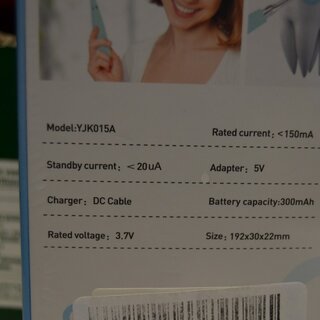 Model:YJK015A Rated current：<150mA
Standby current：<20uA Adapter：5V
Charger：DC Cable Battery capacity:300mAh
Rated voltage：3.7V Size：192x30x22mm